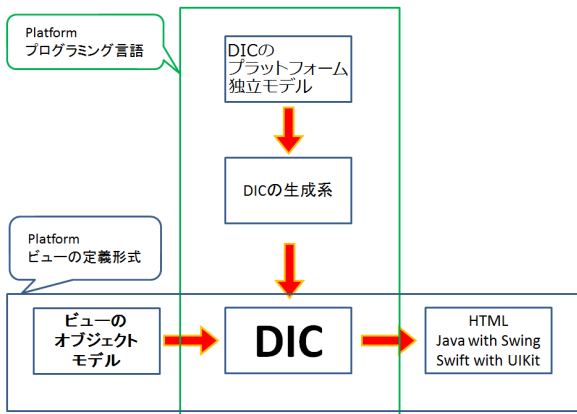 Platform
プログラミング言語
DICの
プラットフォーム
独立モデル
DICの生成系
Platform
ビューの定義形式
ビューの
オブジェクト
モデル
DIC
HTML
Java with Swing
Swift with UIKit